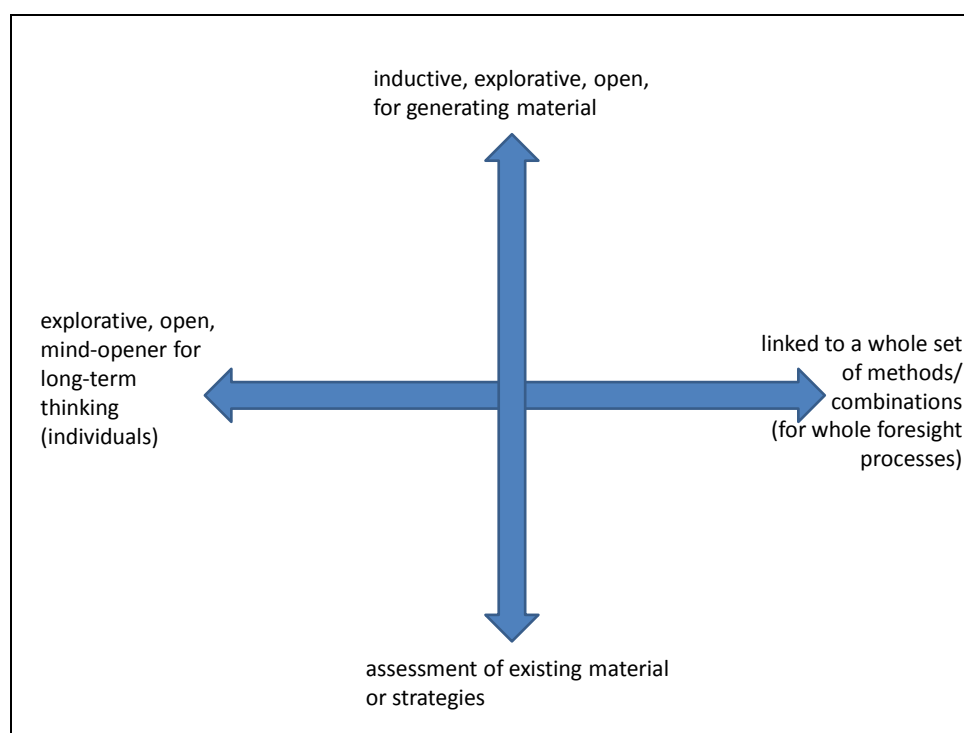 inductive, explorative, open,
for generating material
explorative, open,
mind-opener for
long-term
thinking
(individuals)
linked to a whole set
of methods/
combinations
(for whole foresight
processes)
assessment of existing material
or strategies